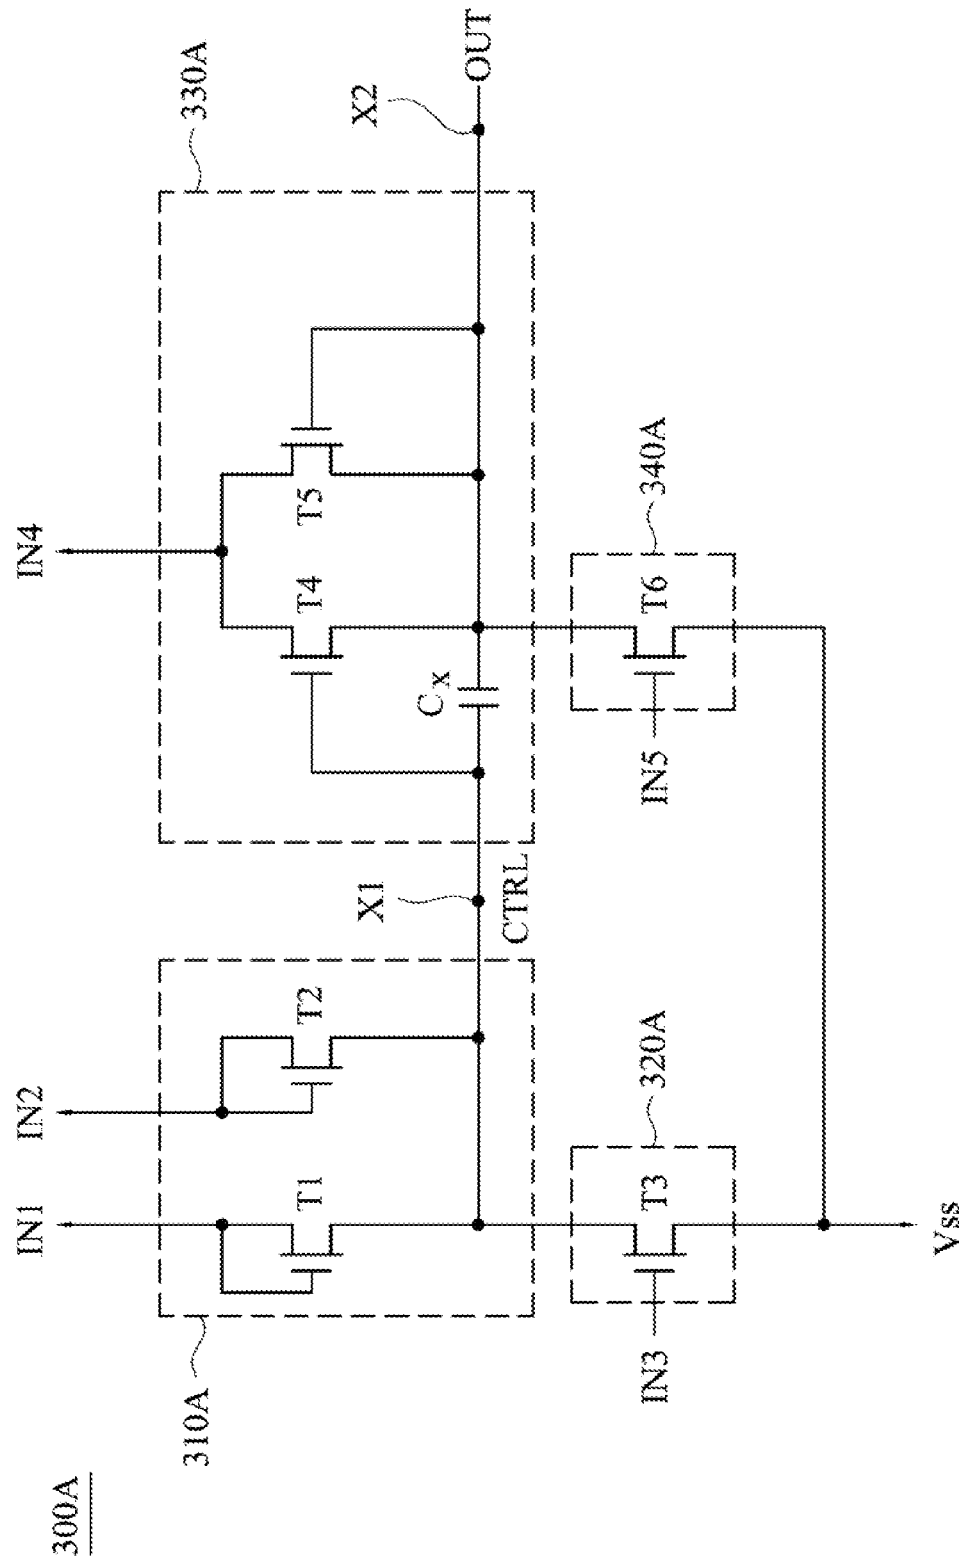 300A
IN1
IN2
IN4
310A
330A
T1
T2
T4
T5
X1
Cx
X2
CTRL
OUT
320A
340A
IN3
T3
IN5
T6
Vss